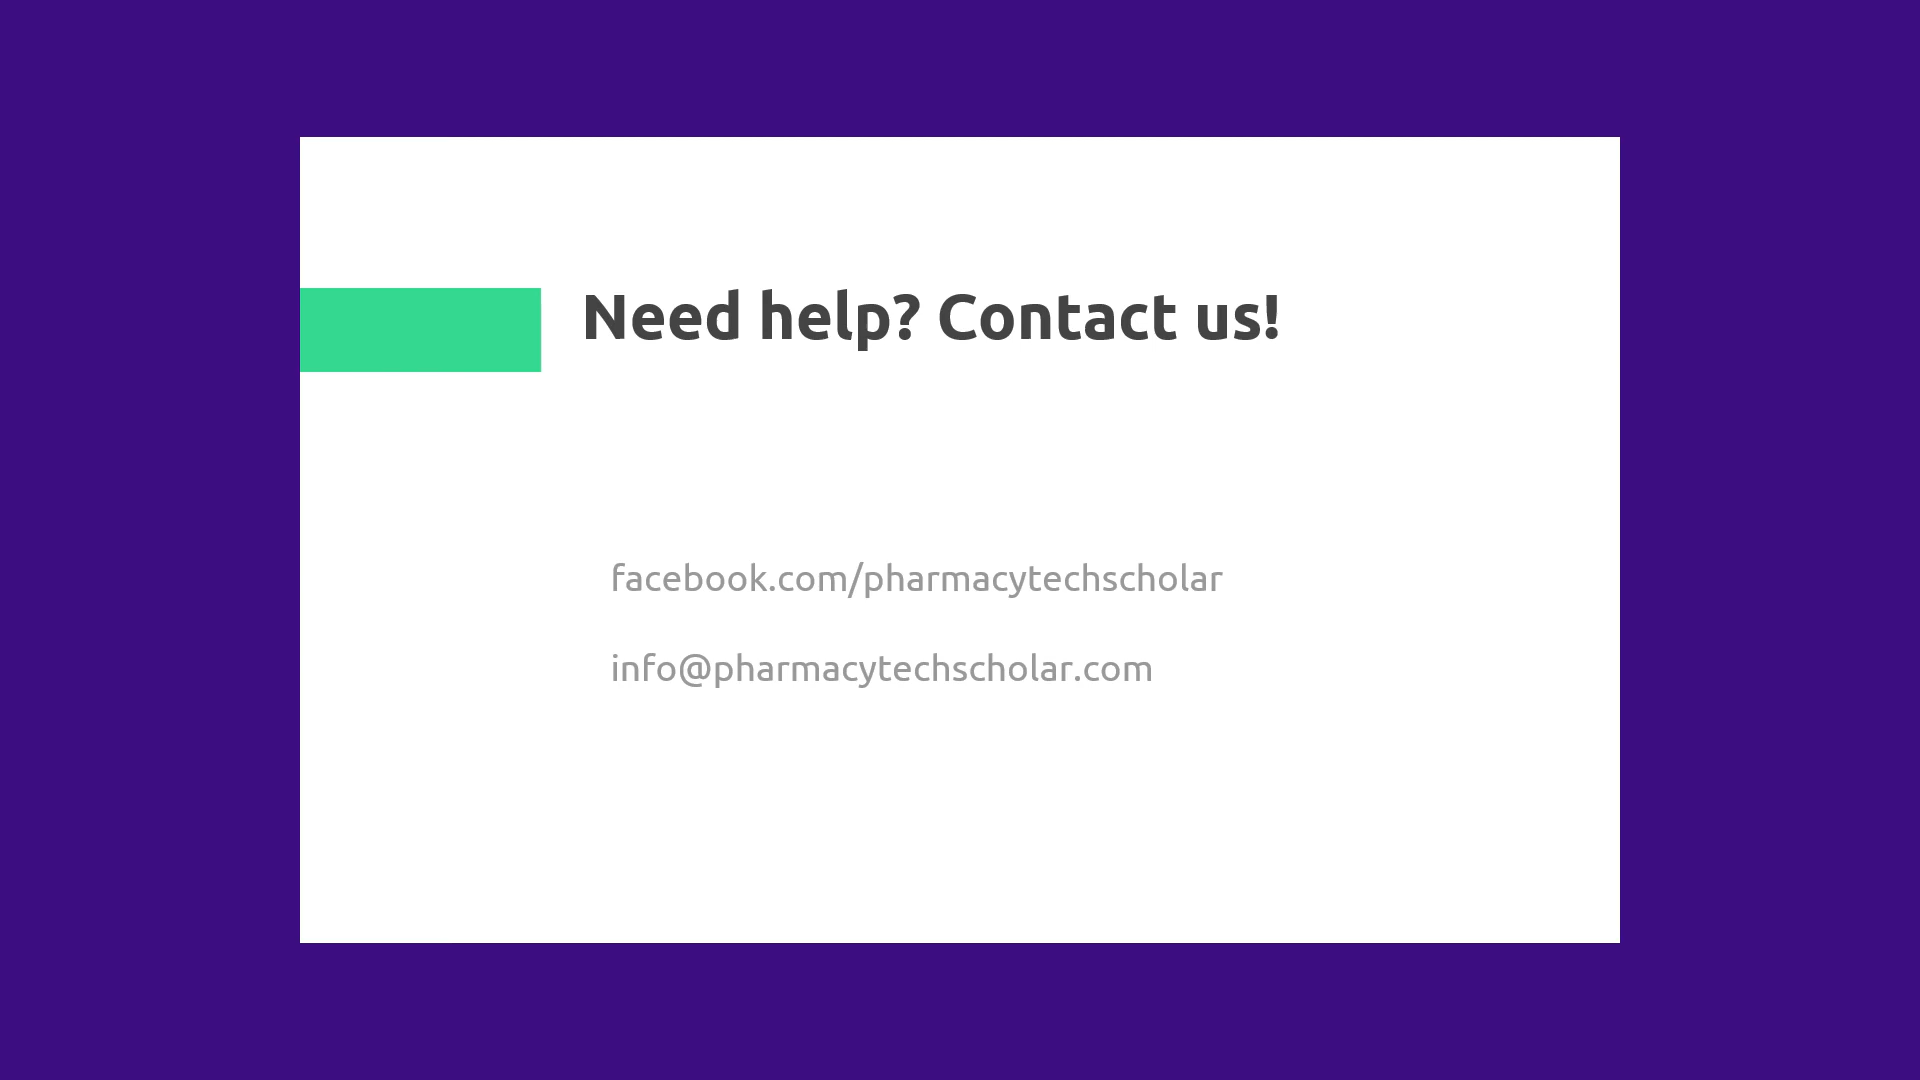 Need help? Contact us!
facebook.com/pharmacytechscholar
info@pharmacytechscholar.com